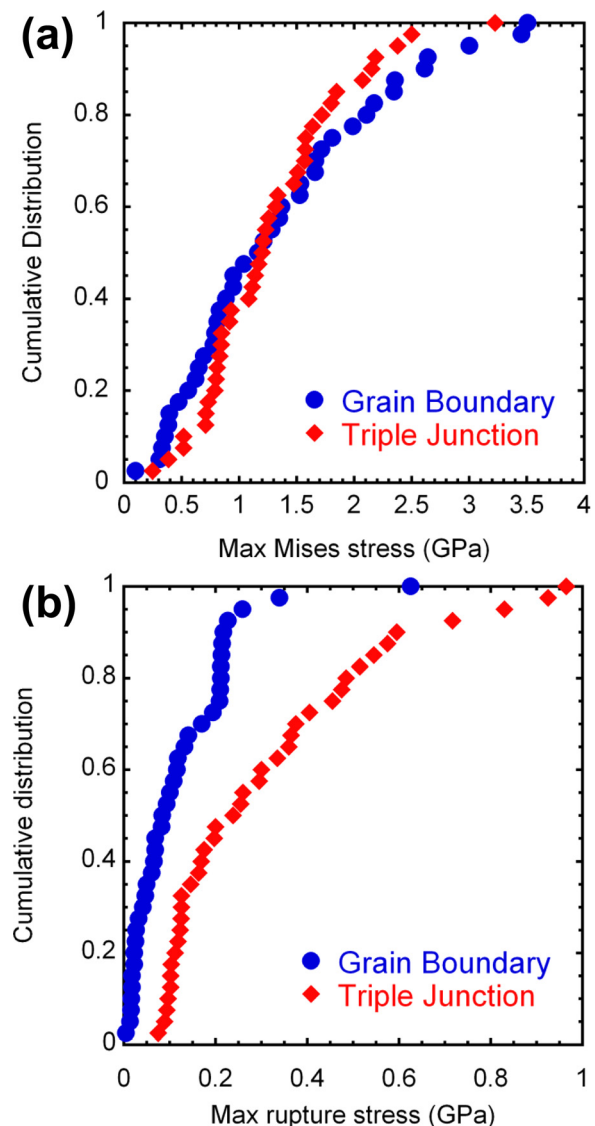 (a)
1
0.8
0.6
0.4
0.2
0
Cumulative Distribution
Grain Boundary
Triple Junction
0 0.5 1 1.5 2 2.5 3 3.5 4
Max Mises stress (GPa)
(b)
1
0.8
0.6
0.4
0.2
0
Cumulative distribution
Grain Boundary
Triple Junction
0 0.2 0.4 0.6 0.8 1
Max rupture stress (GPa)